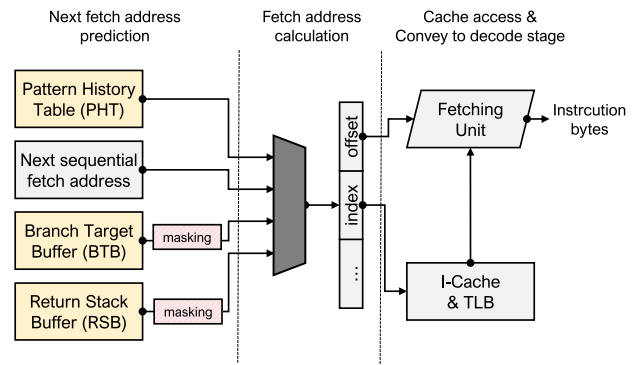 Next fetch address
prediction
Fetch address
calculation
Cache access &
Convey to decode stage
Pattern History
Table (PHT)
Next sequential
fetch address
Branch Target
Buffer (BTB)
masking
Return Stack
Buffer (RSB)
masking
offset
index
...
Fetching
Unit
Instrcution
bytes
I-Cache
& TLB